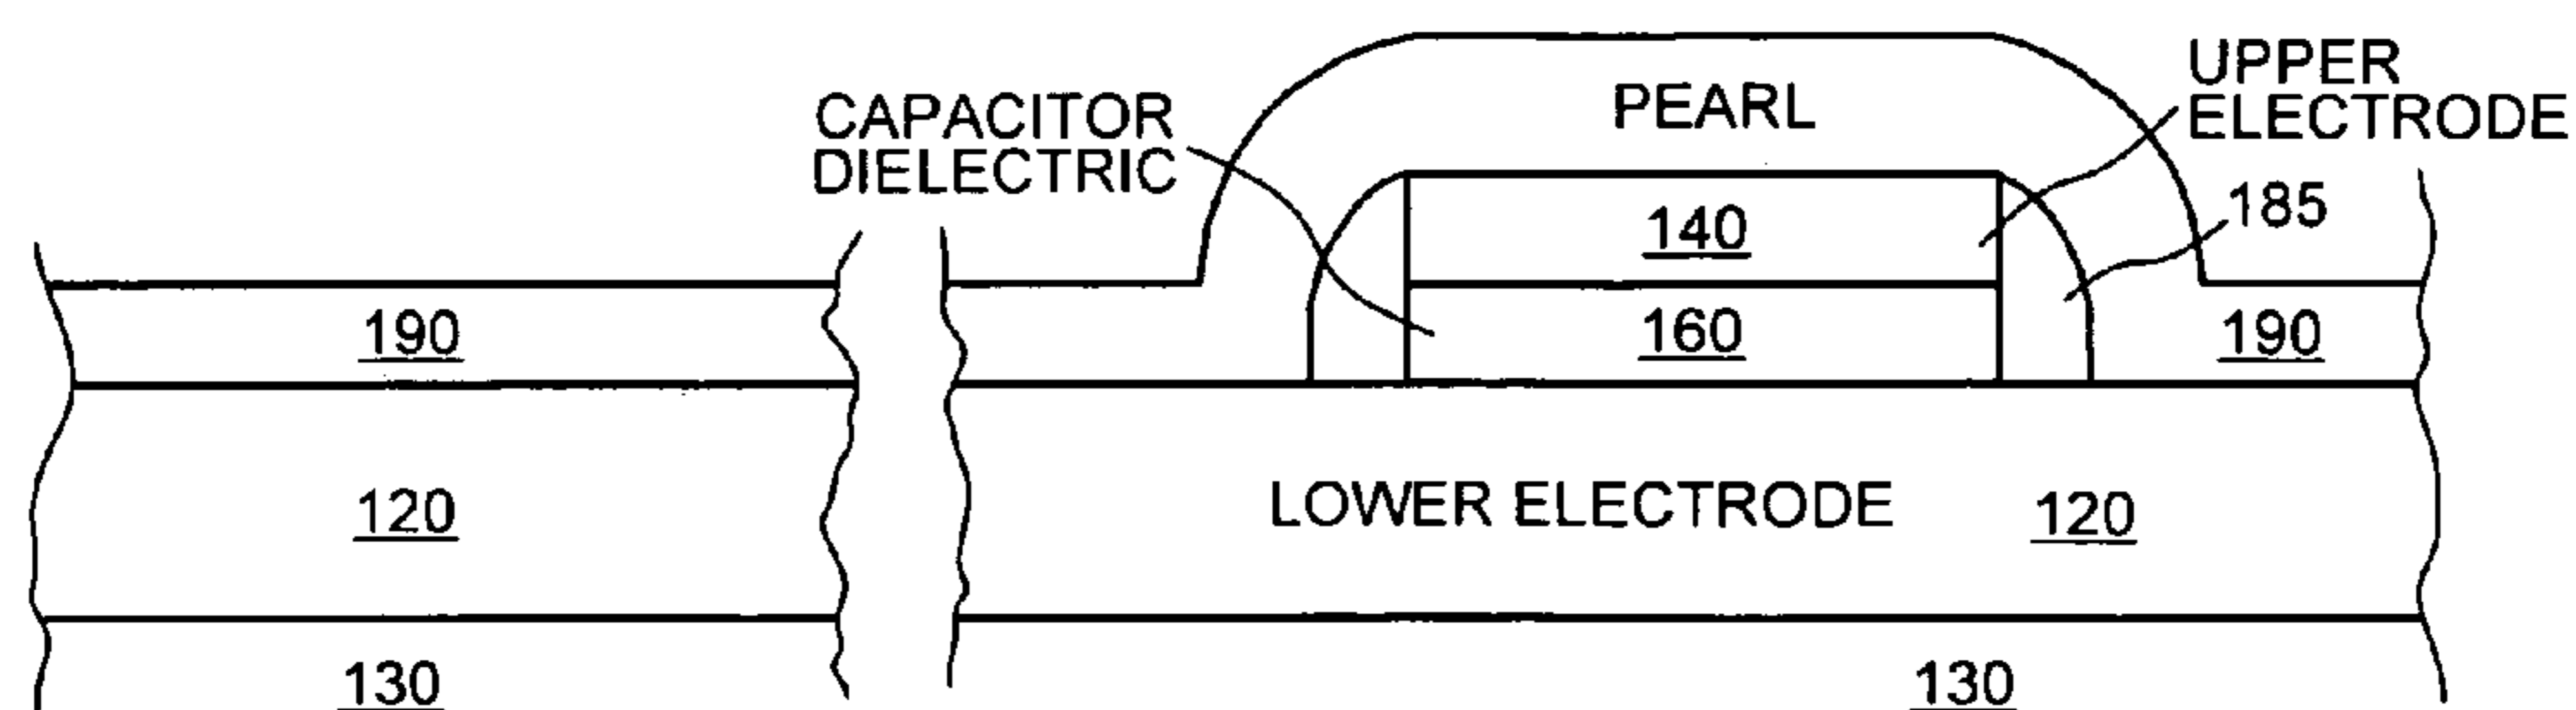 UPPER
ELECTRODE
CAPACITOR
DIELECTRIC
PEARL
140
185
190
160
190
120
LOWER ELECTRODE
120
130
130